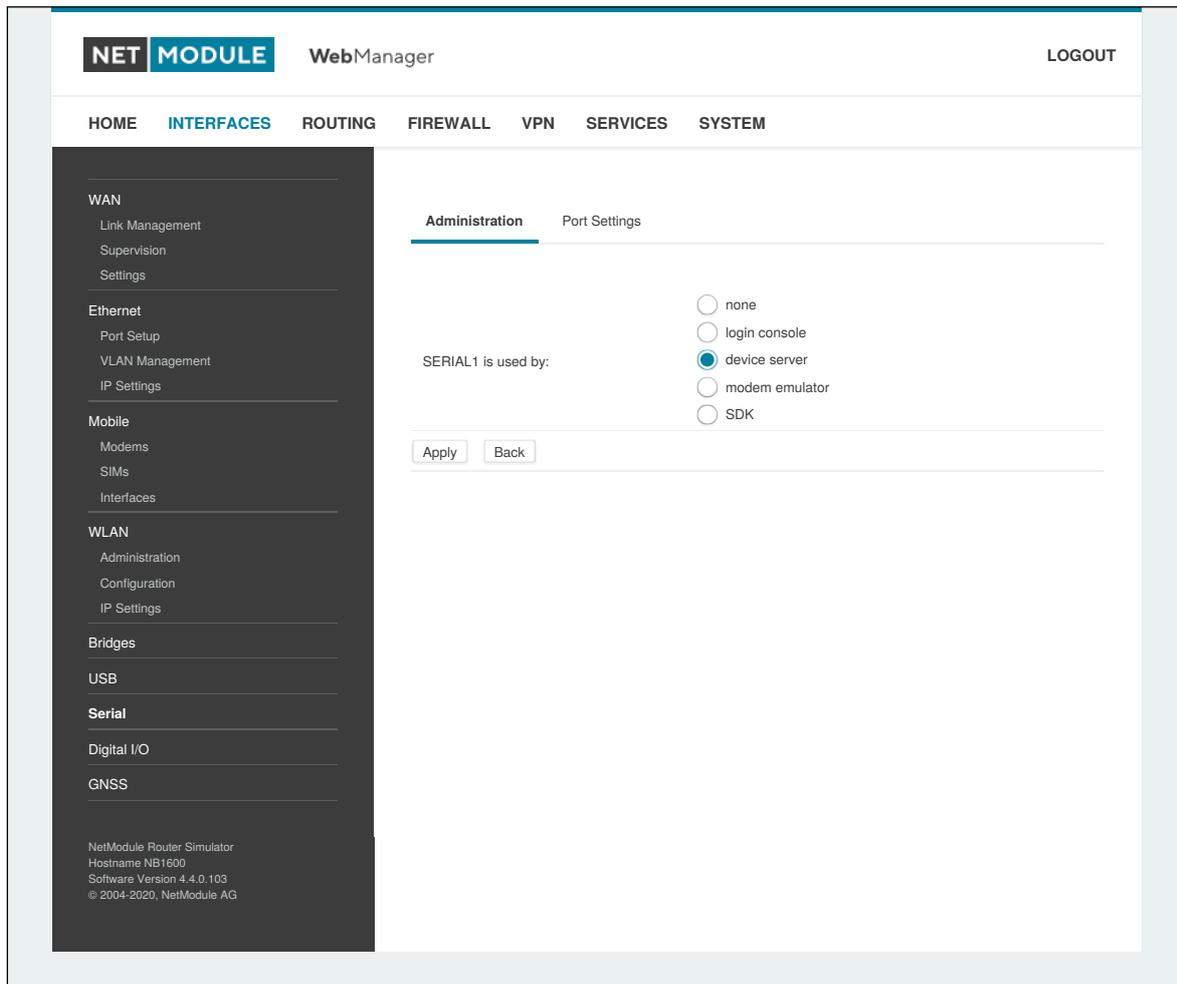 NET MODULE WebManager LOGOUT
HOME INTERFACES ROUTING FIREWALL VPN SERVICES SYSTEM
WAN
Link Management
Supervision
Settings
Ethernet
Port Setup
VLAN Management
IP Settings
Mobile
Modems
SIMs
Interfaces
WLAN
Administration
Configuration
IP Settings
Bridges
USB
Serial
Digital I/O
GNSS
NetModule Router Simulator
Hostname NB1600
Software Version 4.4.0.103
© 2004-2020, NetModule AG
Administration Port Settings
none
login console
SERIAL1 is used by: device server
modem emulator
SDK
Apply Back